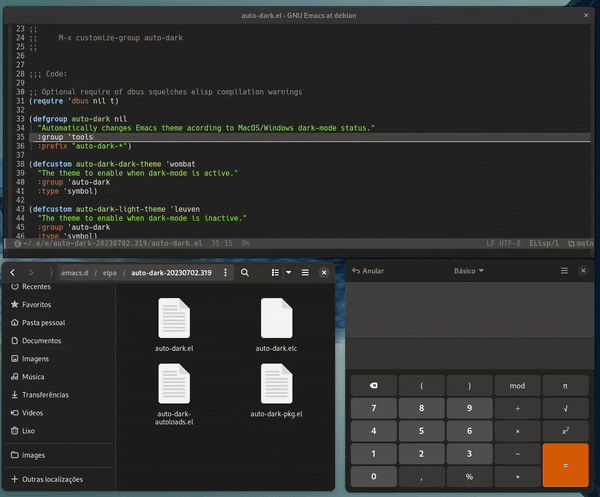 auto-dark.el - GNU Emacs at debian
×
23 ;;
24 ;;     M-x customize-group auto-dark
25 ;;
26
27
28 ;;; Code:
29
30 ;; Optional require of dbus squelches elisp compilation warnings
31 (require 'dbus nil t)
32
33 (defgroup auto-dark nil
34   "Automatically changes Emacs theme acording to MacOS/Windows dark-mode status."
35   :group 'tools
36   :prefix "auto-dark-*")
37
38 (defcustom auto-dark-dark-theme 'wombat
39   "The theme to enable when dark-mode is active."
40   :group 'auto-dark
41   :type 'symbol)
42
43 (defcustom auto-dark-light-theme 'leuven
44   "The theme to enable when dark-mode is inactive."
45   :group 'auto-dark
46   :type 'symbol)
~/.e/e/auto-dark-20230702.319/auto-dark.el  35:15  9%  LF UTF-8  ELisp/l  main
.emacs.d / elpa / auto-dark-20230702.319
Recentes
Favoritos
Pasta pessoal
Documentos
Imagens
Música
Transferências
Vídeos
Lixo
images
+ Outras localizações
auto-dark.el
auto-dark.elc
auto-dark-
autoloads.el
auto-dark-pkg.el
Anular
Básico
( ) mod π
7 8 9 ÷ √
4 5 6 × x²
1 2 3 − =
0 , % +